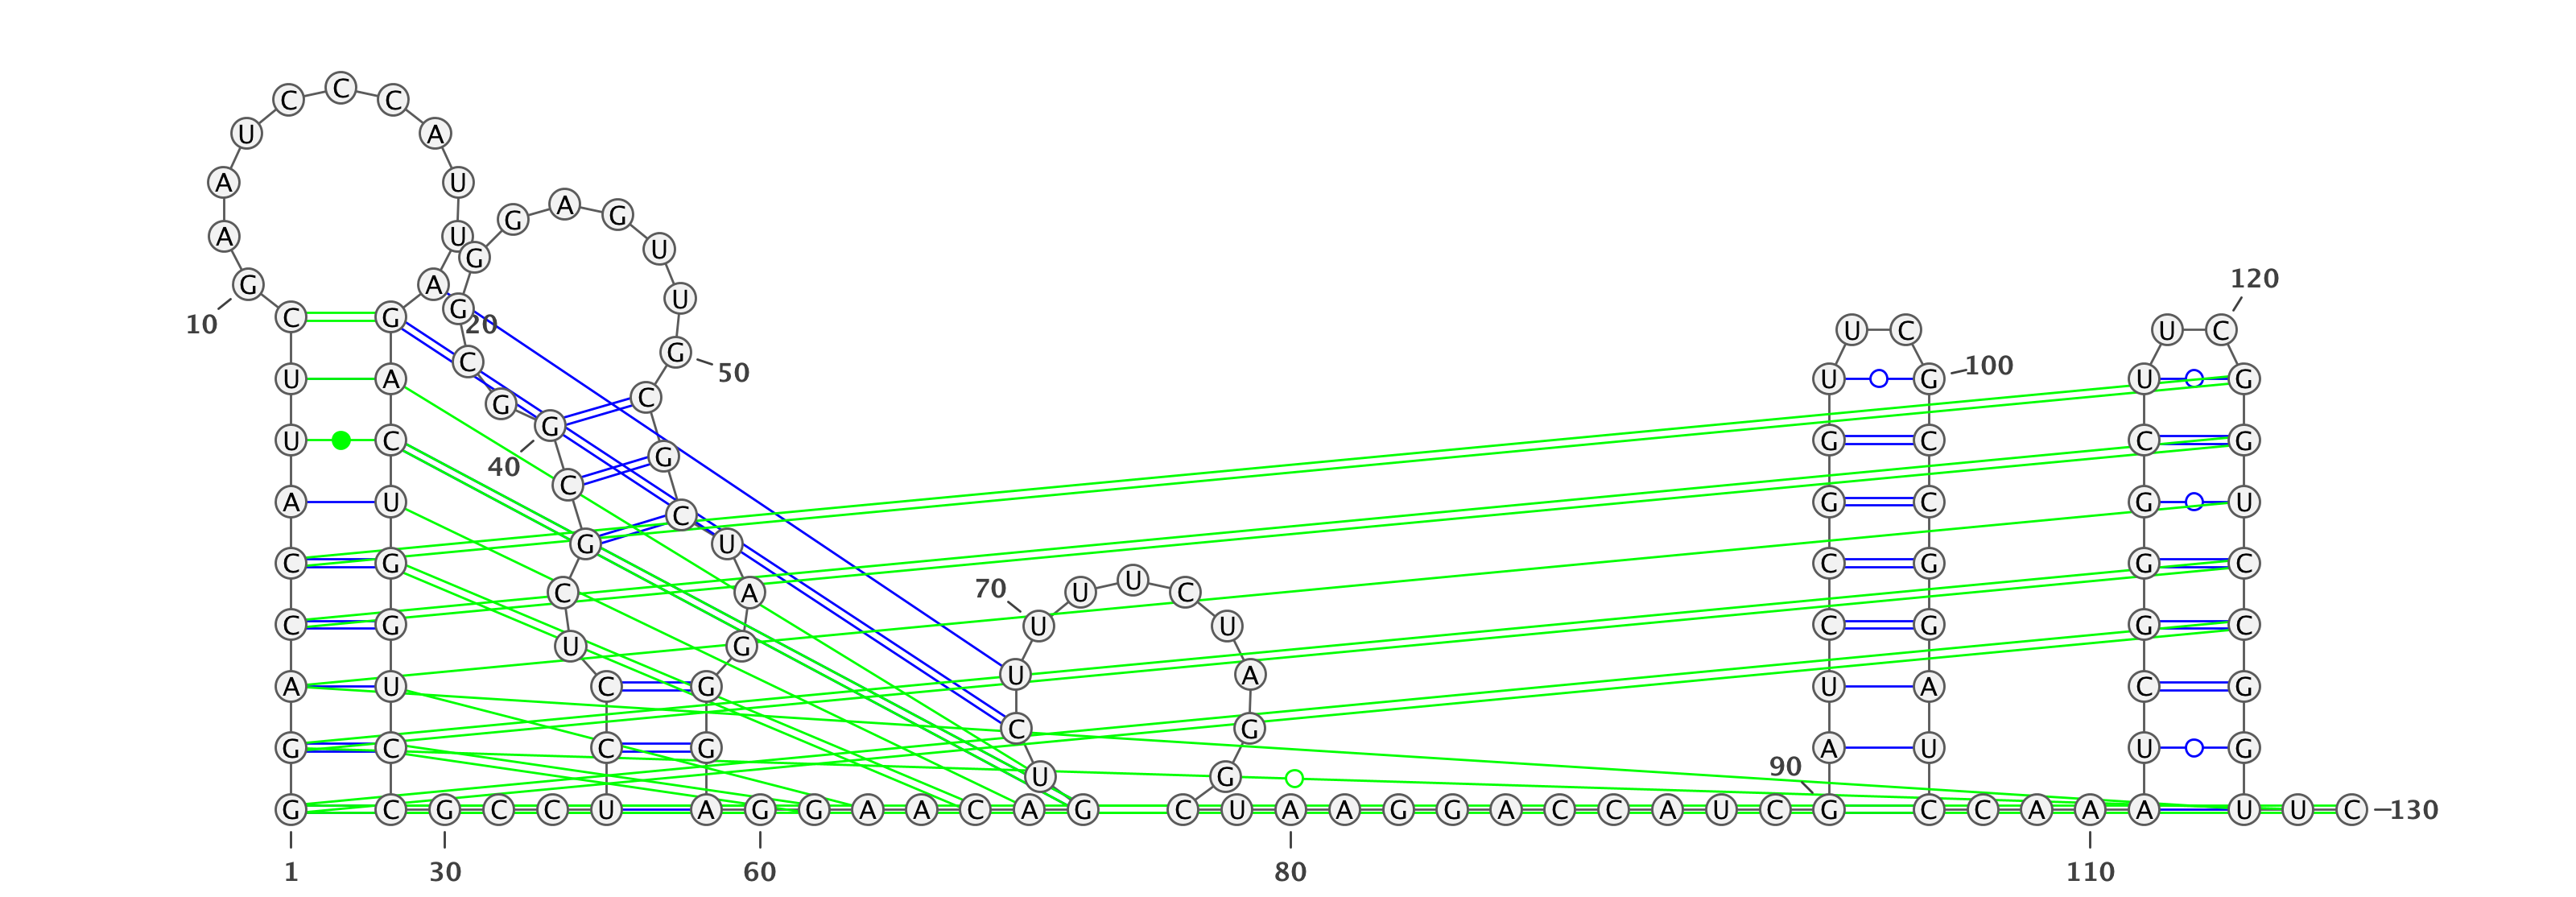 C
C C
U A
A U
G A G
A U
G U
120
G A
U
G
C G
10 20
U C U C
G
C
100
50
U A U G U G
C
G
G
U C G C C G
G
40
C
A U G C G U
C
G U
C G C G G C
U
70 C A U C
C G U U C G G C
U G
U A
A U C G U A C G
C G
G C C G A U U G
90
U G
G C G C C U A G G A A C A G C U A A G G A C C A U C G C C A A A U U C 130
1 30 60 80 110